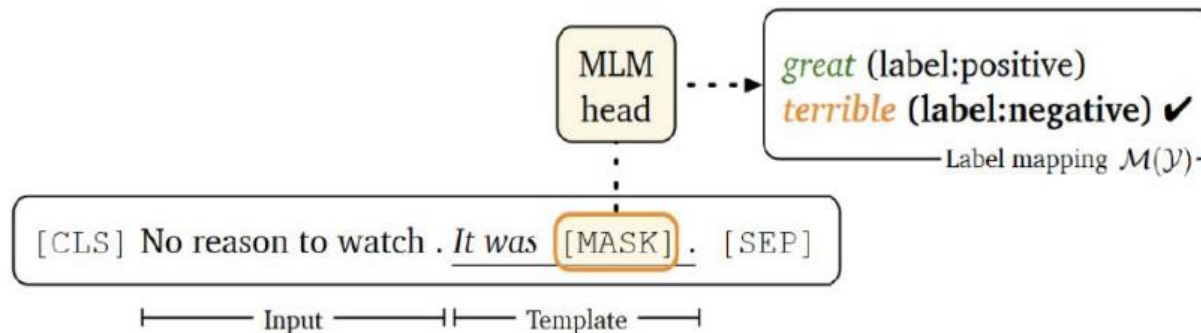 MLM
head
great (label:positive)
terrible (label:negative) ✔
Label mapping M(Y)
[CLS] No reason to watch . It was [MASK] . [SEP]
Input
Template